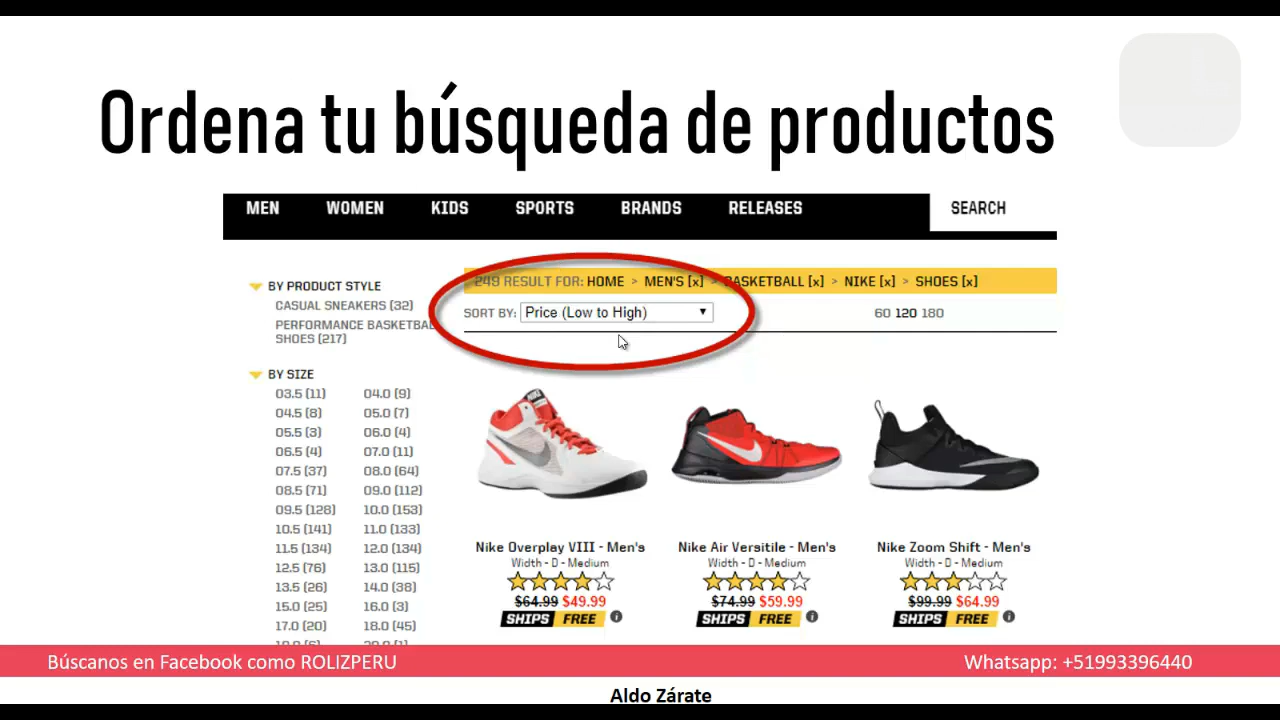 Ordena tu búsqueda de productos
MEN WOMEN KIDS SPORTS BRANDS RELEASES SEARCH
249 RESULT FOR: HOME > MEN'S [x] > BASKETBALL [x] > NIKE [x] > SHOES [x]
SORT BY: Price (Low to High) 60 120 180
BY PRODUCT STYLE
CASUAL SNEAKERS (32)
PERFORMANCE BASKETBAL
SHOES (217)
BY SIZE
03.5 (11) 04.0 (9)
04.5 (8) 05.0 (7)
05.5 (3) 06.0 (4)
06.5 (4) 07.0 (11)
07.5 (37) 08.0 (64)
08.5 (71) 09.0 (112)
09.5 (128) 10.0 (153)
10.5 (141) 11.0 (133)
11.5 (134) 12.0 (134)
12.5 (76) 13.0 (115)
13.5 (26) 14.0 (38)
15.0 (25) 16.0 (3)
17.0 (20) 18.0 (45)
Nike Overplay VIII - Men's Nike Air Versitile - Men's Nike Zoom Shift - Men's
Width - D - Medium Width - D - Medium Width - D - Medium
$64.99 $49.99 $74.99 $59.99 $99.99 $64.99
SHIPS FREE SHIPS FREE SHIPS FREE
Búscanos en Facebook como ROLIZPERU Whatsapp: +51993396440
Aldo Zárate